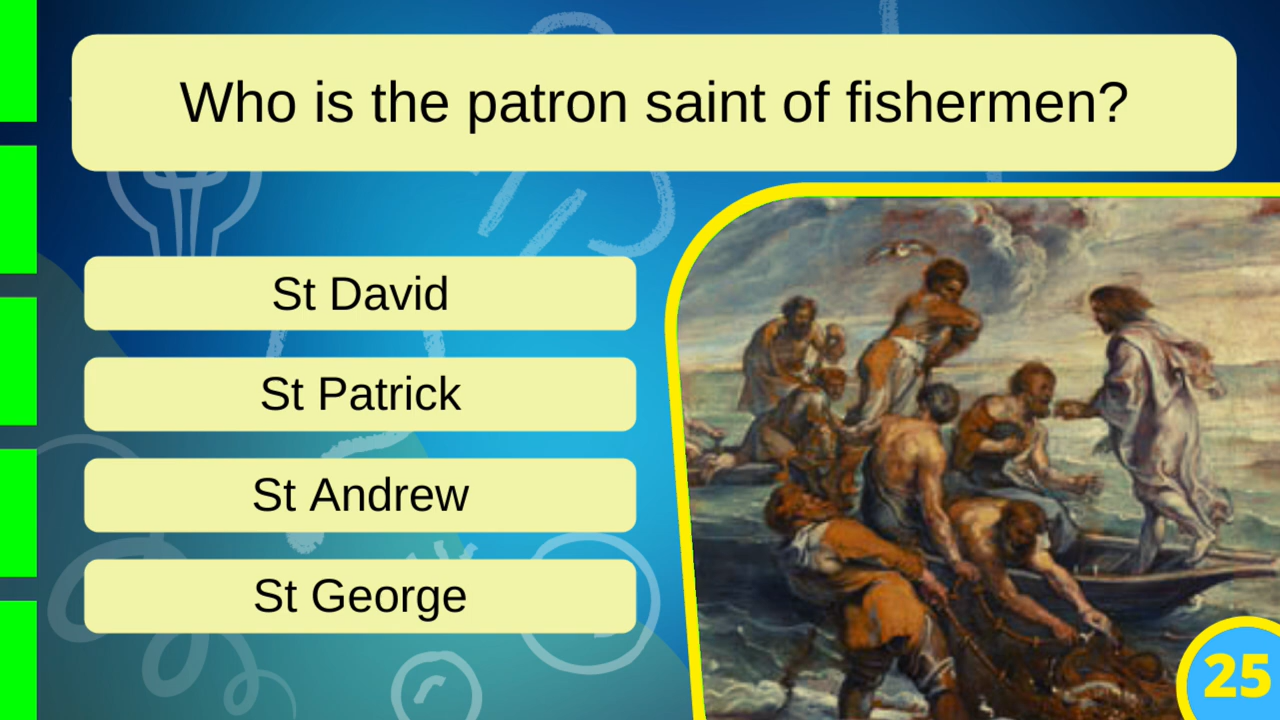 Who is the patron saint of fishermen?
St David
St Patrick
St Andrew
St George
25